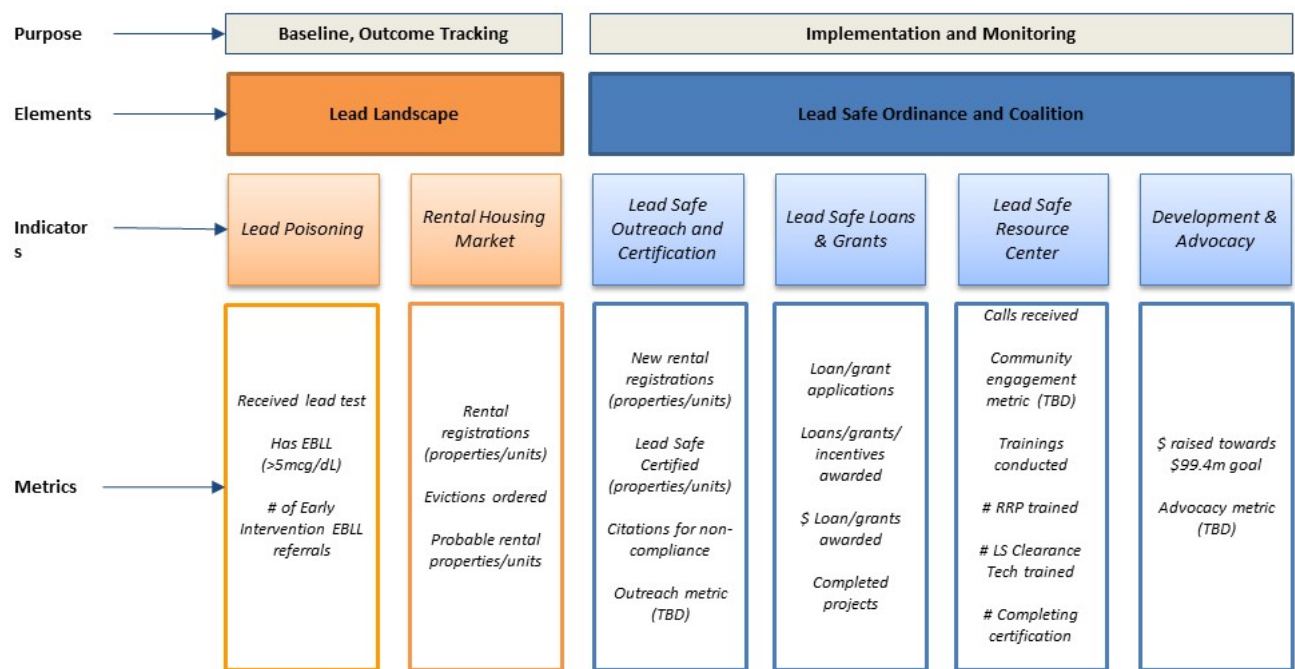 Purpose
Baseline, Outcome Tracking
Implementation and Monitoring
Elements
Lead Landscape
Lead Safe Ordinance and Coalition
Indicator
s
Lead Poisoning
Rental Housing
Market
Lead Safe
Outreach and
Certification
Lead Safe Loans
& Grants
Lead Safe
Resource
Center
Development &
Advocacy
Metrics
Received lead test
Has EBLL
(>5mcg/dL)
# of Early
Intervention EBLL
referrals
Rental
registrations
(properties/units)
Evictions ordered
Probable rental
properties/units
New rental
registrations
(properties/units)
Lead Safe
Certified
(properties/units)
Citations for non-
compliance
Outreach metric
(TBD)
Loan/grant
applications
Loans/grants/
incentives
awarded
$ Loan/grants
awarded
Completed
projects
Calls received
Community
engagement
metric (TBD)
Trainings
conducted
# RRP trained
# LS Clearance
Tech trained
# Completing
certification
$ raised towards
$99.4m goal
Advocacy metric
(TBD)